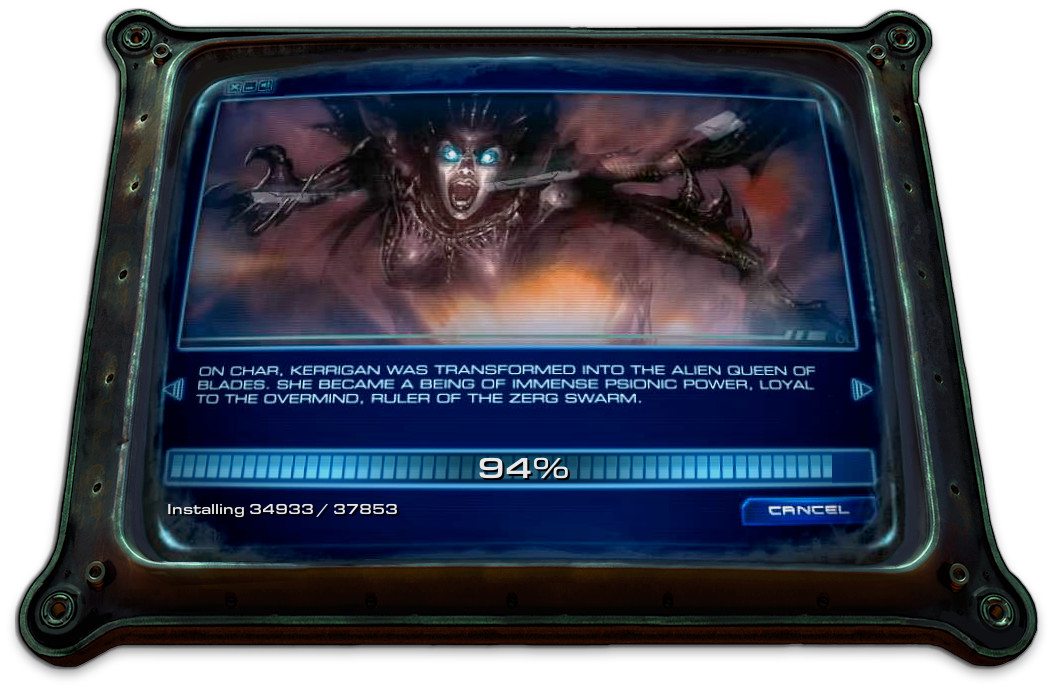 ON CHAR, KERRIGAN WAS TRANSFORMED INTO THE ALIEN QUEEN OF
BLADES. SHE BECAME A BEING OF IMMENSE PSIONIC POWER, LOYAL
TO THE OVERMIND, RULER OF THE ZERG SWARM.
94%
Installing 34933 / 37853
CANCEL